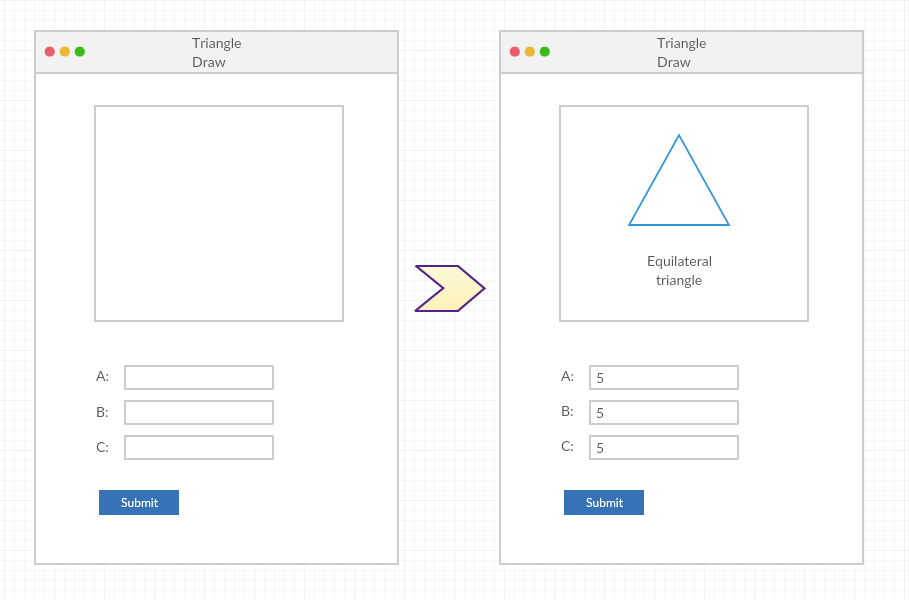 Triangle
Draw
A:
B:
C:
Submit
Triangle
Draw
Equilateral
triangle
A: 5
B: 5
C: 5
Submit